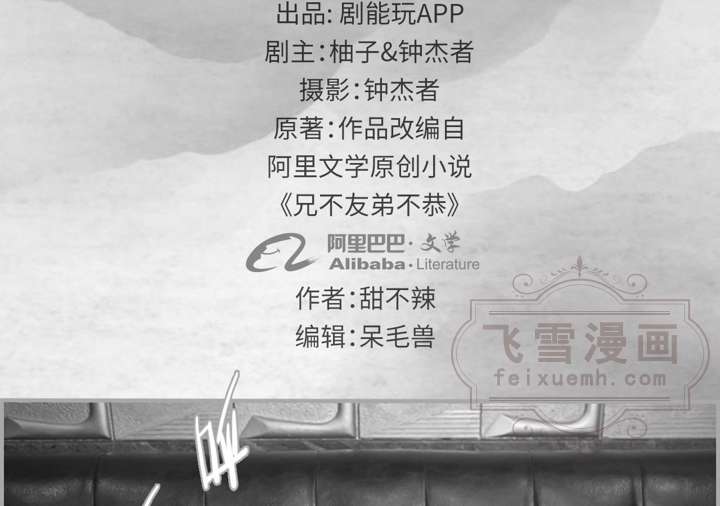 出品: 剧能玩APP
剧主:柚子&钟杰者
摄影:钟杰者
原著:作品改编自
阿里文学原创小说
《兄不友弟不恭》
阿里巴巴·文学
Alibaba·Literature
作者:甜不辣
编辑:呆毛兽
飞雪漫画
feixuemh.com